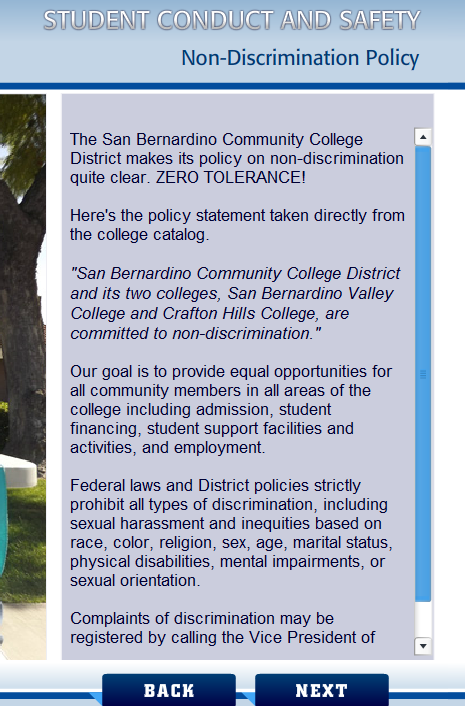 STUDENT CONDUCT AND SAFETY
Non-Discrimination Policy
The San Bernardino Community College
District makes its policy on non-discrimination
quite clear. ZERO TOLERANCE!
Here's the policy statement taken directly from
the college catalog.
"San Bernardino Community College District
and its two colleges, San Bernardino Valley
College and Crafton Hills College, are
committed to non-discrimination."
Our goal is to provide equal opportunities for
all community members in all areas of the
college including admission, student
financing, student support facilities and
activities, and employment.
Federal laws and District policies strictly
prohibit all types of discrimination, including
sexual harassment and inequities based on
race, color, religion, sex, age, marital status,
physical disabilities, mental impairments, or
sexual orientation.
Complaints of discrimination may be
registered by calling the Vice President of
BACK NEXT